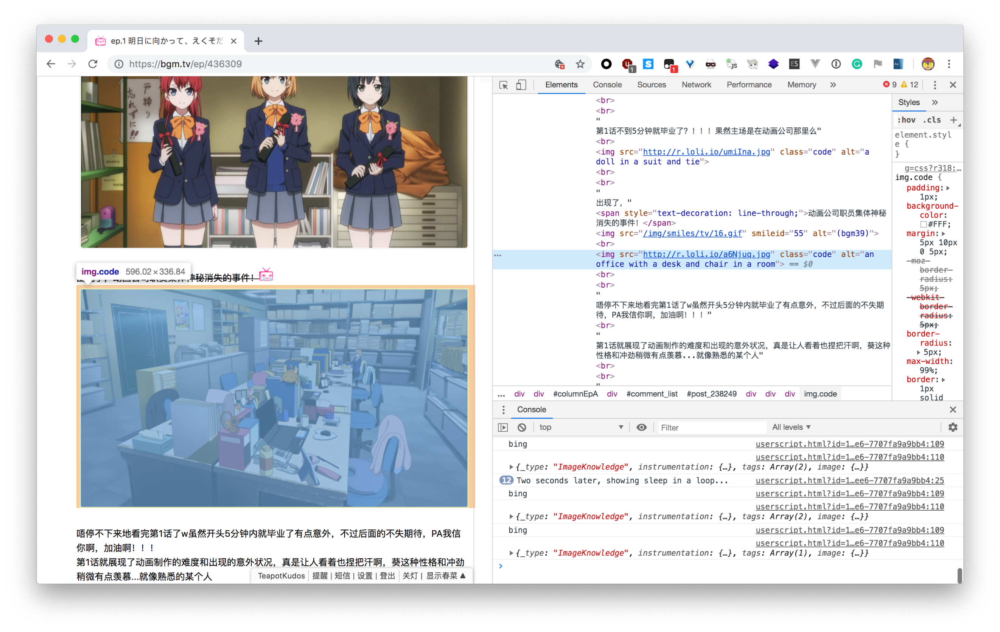 ep.1 明日に向かって、えくそだ
https://bgm.tv/ep/436309
1
1
ES
戸締り
忘れずに!!
img.code 596.02×336.84
神秘消失的事件！
唔停不下来地看完第1话了w虽然开头5分钟内就毕业了有点意外，不过后面的不失期待，PA我信
你啊，加油啊！！！
第1话就展现了动画制作的难度和出现的意外状况，真是让人看着也捏把汗啊，葵这种性格和冲劲
稍微有点羡慕...就像熟悉的某个人
TeapotKudos 提醒 | 短信 | 设置 | 登出 关灯 | 显示春菜 ▲
Elements Console Sources Network Performance Memory » 9 12
<br>
<br>
"
第1话不到5分钟就毕业了？！！！果然主场是在动画公司那里么"
<br>
<img src="http://r.loli.io/umiIna.jpg" class="code" alt="a
doll in a suit and tie">
<br>
<br>
"
出现了，"
<span style="text-decoration: line-through;">动画公司职员集体神秘
消失的事件！</span>
<img src="/img/smiles/tv/16.gif" smileid="55" alt="(bgm39)">
<br>
… <img src="http://r.loli.io/a6Njuq.jpg" class="code" alt="an
office with a desk and chair in a room"> == $0
<br>
<br>
"
唔停不下来地看完第1话了w虽然开头5分钟内就毕业了有点意外，不过后面的不失期
待，PA我信你啊，加油啊！！！"
<br>
"
第1话就展现了动画制作的难度和出现的意外状况，真是让人看着也捏把汗啊，葵这种
性格和冲劲稍微有点羡慕...就像熟悉的某个人"
<br>
<br>
"
… div div #columnEpA div #comment_list #post_238249 div div div img.code
Styles »
:hov .cls +
element.styl
e {
}
g=css?r318:…
img.code {
padding:
1px;
background-
color:
#FFF;
margin:
5px 10px
0 5px;
-moz-
border-
radius:
5px;
-webkit-
border-
radius:
5px;
border-
radius:
5px;
max-width:
99%;
border:
1px
solid
Console
top Filter All levels ▼
bing userscript.html?id=1…e6-7707fa9a9bb4:109
userscript.html?id=1…e6-7707fa9a9bb4:110
{_type: "ImageKnowledge", instrumentation: {…}, tags: Array(2), image: {…}}
12 Two seconds later, showing sleep in a loop... userscript.html?id=1…ee6-7707fa9a9bb4:25
bing userscript.html?id=1…e6-7707fa9a9bb4:109
userscript.html?id=1…e6-7707fa9a9bb4:110
{_type: "ImageKnowledge", instrumentation: {…}, tags: Array(2), image: {…}}
bing userscript.html?id=1…e6-7707fa9a9bb4:109
userscript.html?id=1…e6-7707fa9a9bb4:110
{_type: "ImageKnowledge", instrumentation: {…}, tags: Array(1), image: {…}}